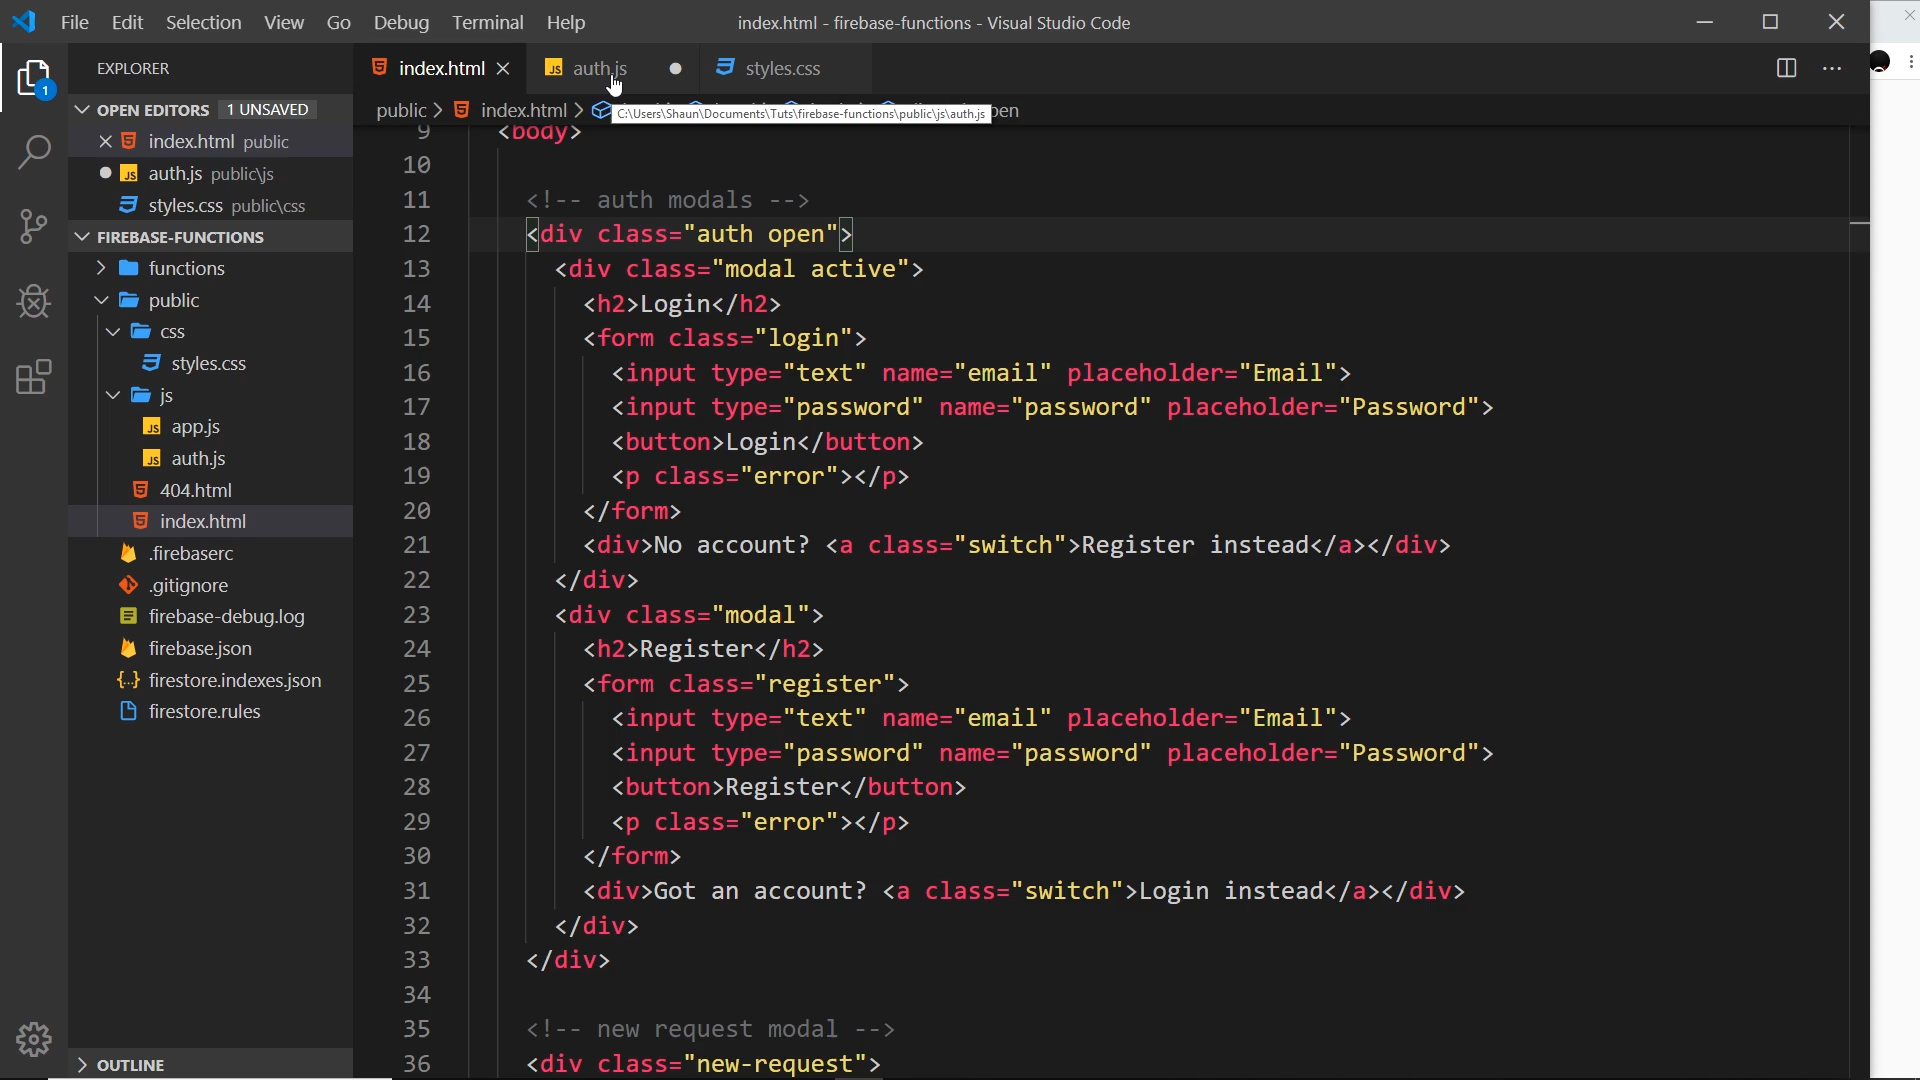 File Edit Selection View Go Debug Terminal Help
index.html - firebase-functions - Visual Studio Code
EXPLORER
index.html
auth.js
styles.css
OPEN EDITORS 1 UNSAVED
index.html public
auth.js public\js
styles.css public\css
FIREBASE-FUNCTIONS
functions
public
css
styles.css
js
app.js
auth.js
404.html
index.html
.firebaserc
.gitignore
firebase-debug.log
firebase.json
firestore.indexes.json
firestore.rules
OUTLINE
1
public > index.html >
C:\Users\Shaun\Documents\Tuts\firebase-functions\public\js\auth.js
9 <body>
10
11 <!-- auth modals -->
12 <div class="auth open">
13 <div class="modal active">
14 <h2>Login</h2>
15 <form class="login">
16 <input type="text" name="email" placeholder="Email">
17 <input type="password" name="password" placeholder="Password">
18 <button>Login</button>
19 <p class="error"></p>
20 </form>
21 <div>No account? <a class="switch">Register instead</a></div>
22 </div>
23 <div class="modal">
24 <h2>Register</h2>
25 <form class="register">
26 <input type="text" name="email" placeholder="Email">
27 <input type="password" name="password" placeholder="Password">
28 <button>Register</button>
29 <p class="error"></p>
30 </form>
31 <div>Got an account? <a class="switch">Login instead</a></div>
32 </div>
33 </div>
34
35 <!-- new request modal -->
36 <div class="new-request">